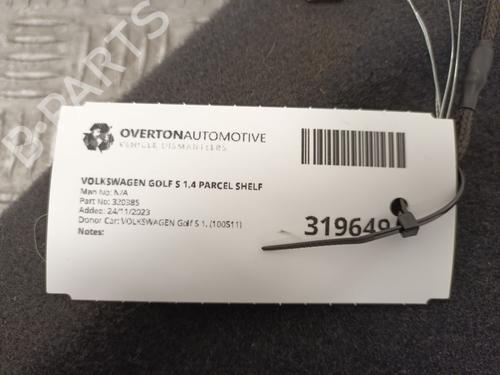 B-PARTS
OVERTONAUTOMOTIVE
VEHICLE DISMANTLERS
VOLKSWAGEN GOLF S 1.4 PARCEL SHELF
Man No: N/A
Part No: 320385
Added: 24/11/2023
Donor Car: VOLKSWAGEN Golf S 1. (100511)
Notes:
319649